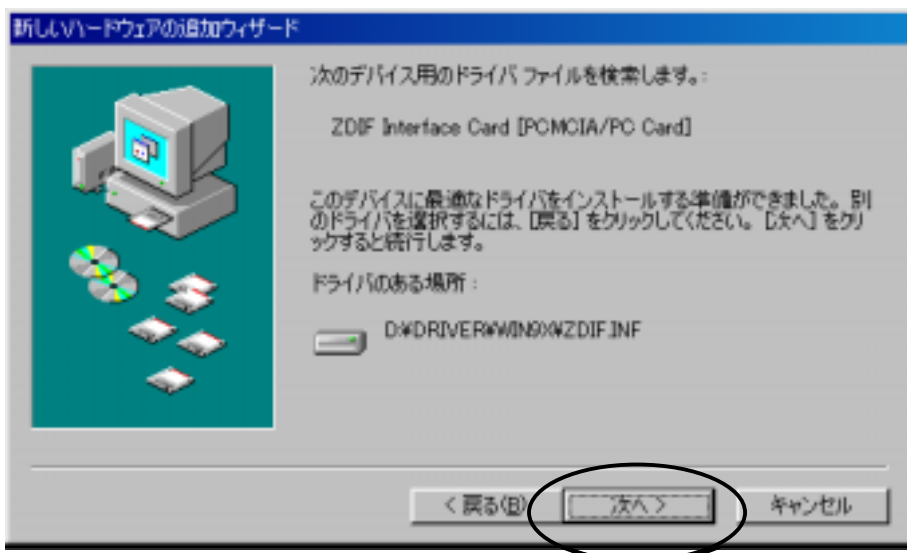 新しいハードウェアの追加ウィザード
次のデバイス用のドライバ ファイルを検索します。:
ZDIF Interface Card [PCMCIA/PC Card]
このデバイスに最適なドライバをインストールする準備ができました。別
のドライバを選択するには、[戻る] をクリックしてください。[次へ] をクリ
ックすると続行します。
ドライバのある場所 :
D:¥DRIVER¥WIN9X¥ZDIF.INF
< 戻る(B)
次へ >
キャンセル